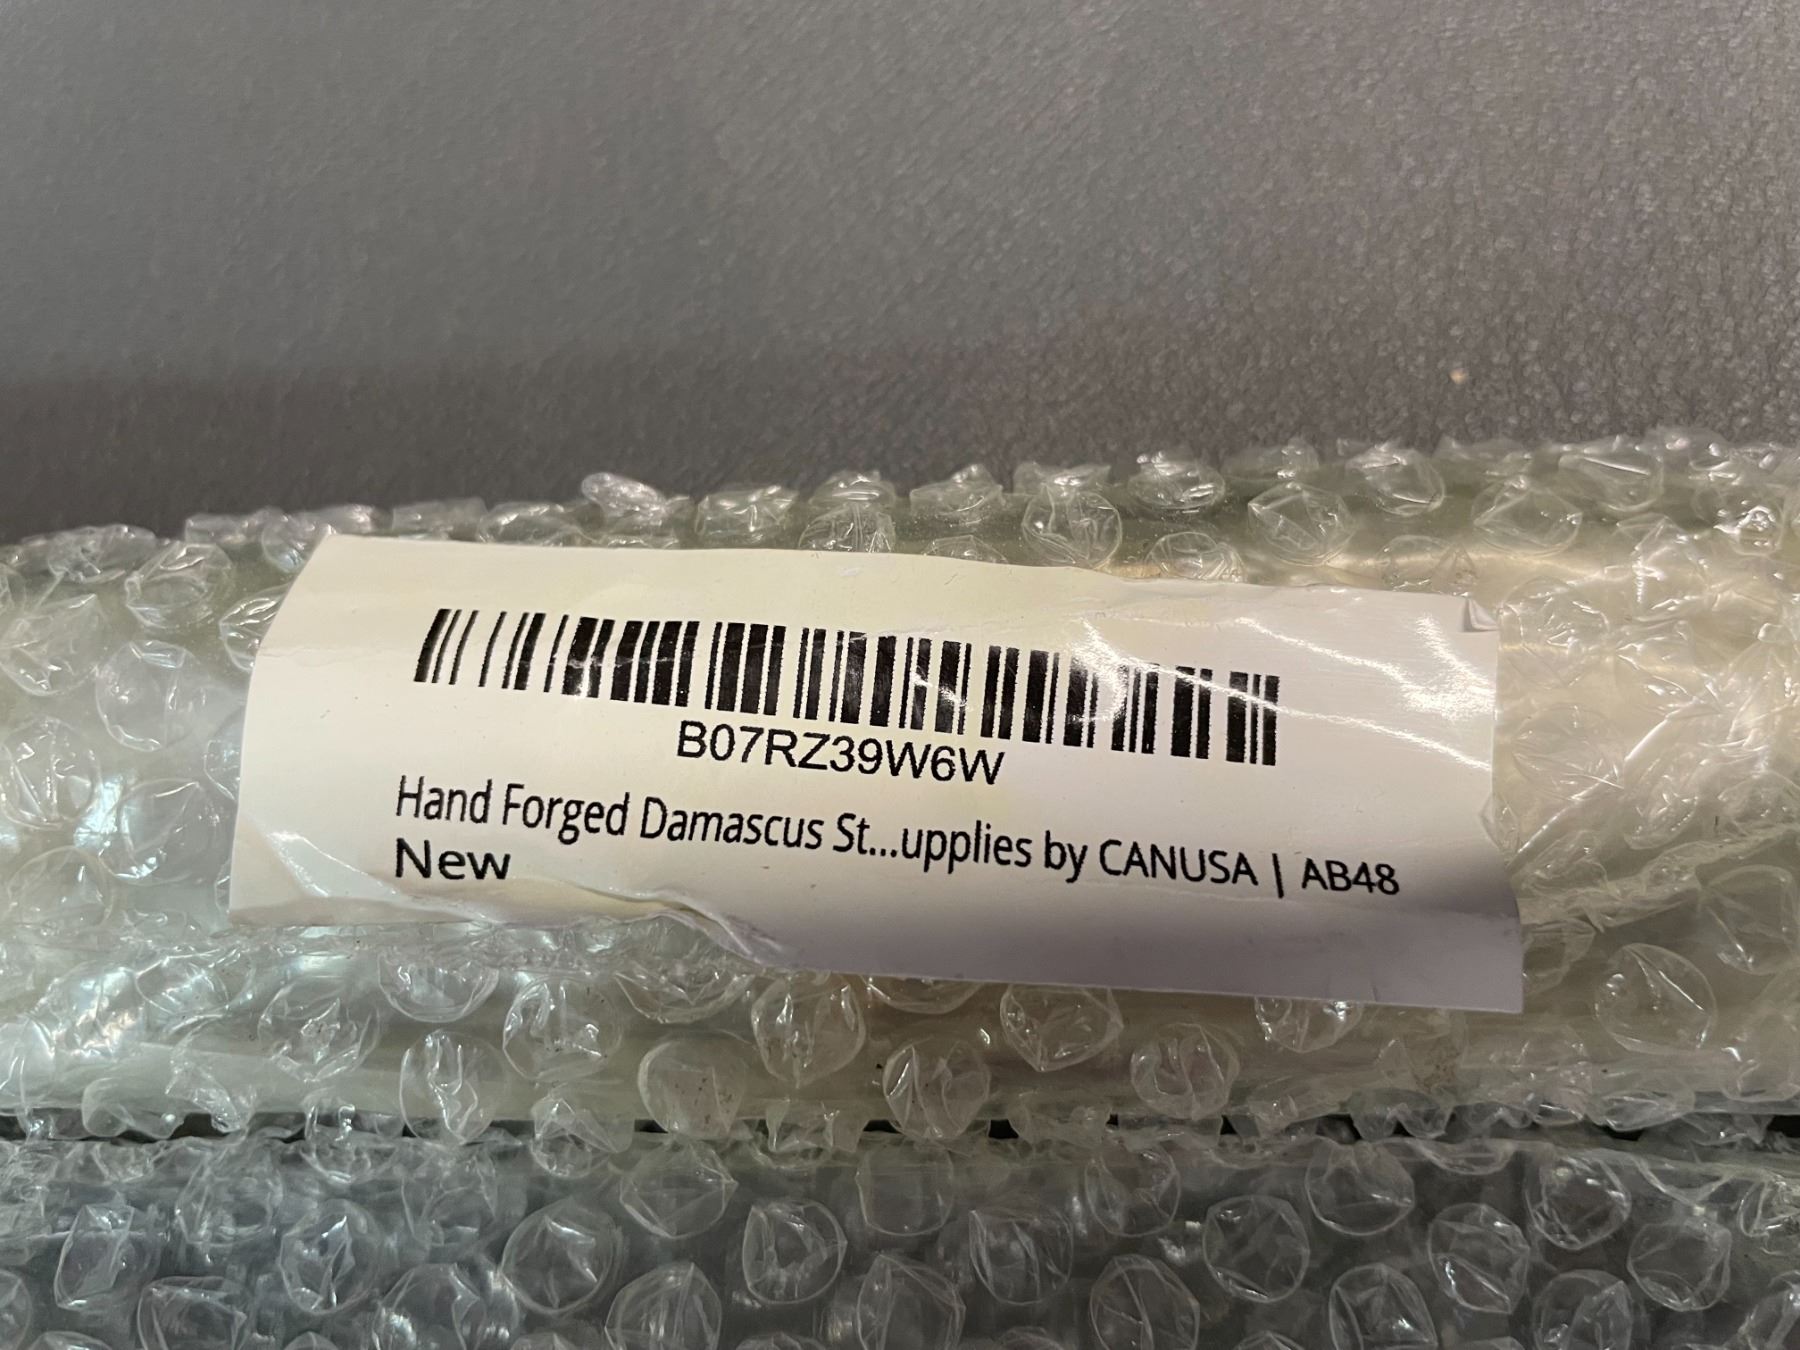 B07RZ39W6W
Hand Forged Damascus St...upplies by CANUSA | AB48
New